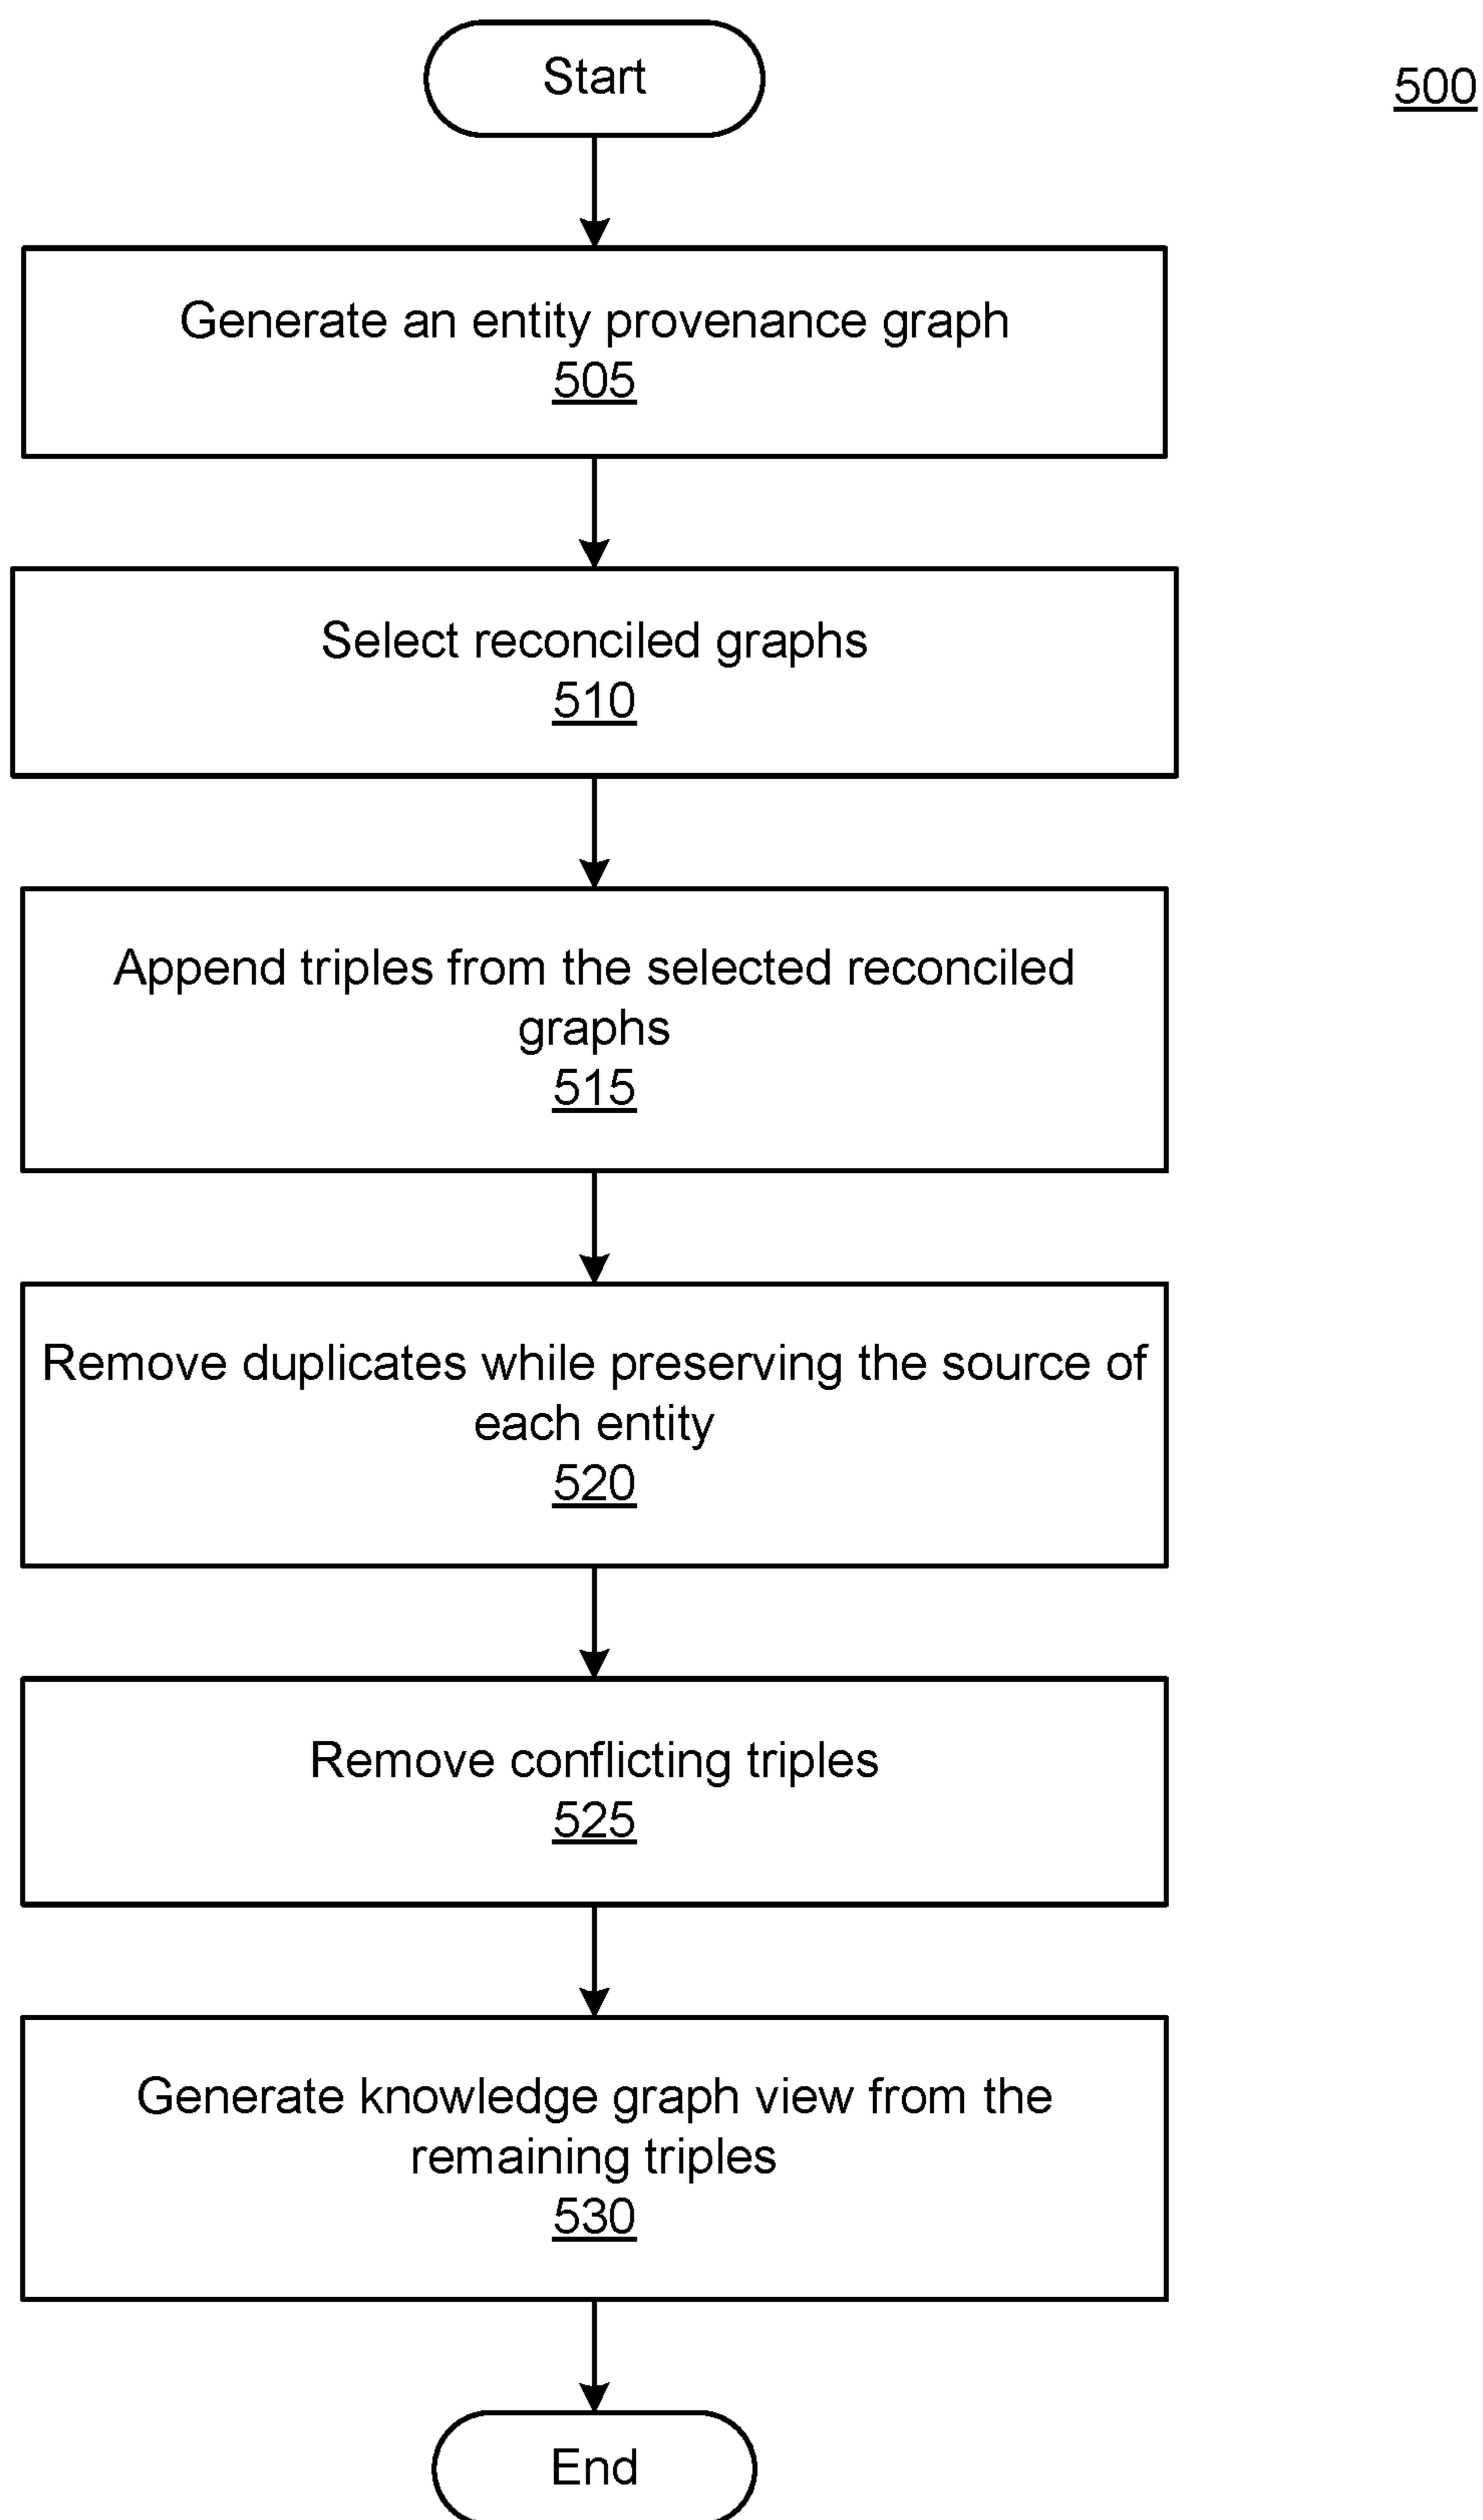 Start
500
Generate an entity provenance graph
505
Select reconciled graphs
510
Append triples from the selected reconciled
graphs
515
Remove duplicates while preserving the source of
each entity
520
Remove conflicting triples
525
Generate knowledge graph view from the
remaining triples
530
End